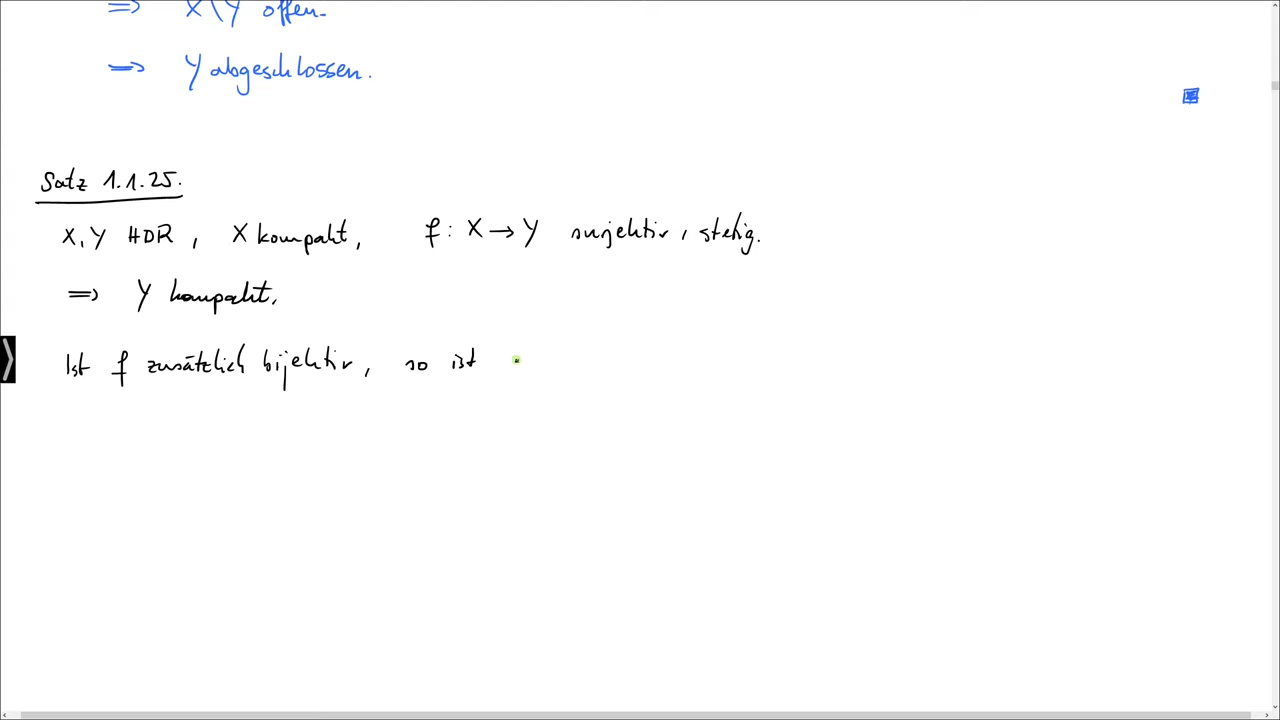 ⇒ X \ Y offen.
⇒ Y abgeschlossen.
Satz 1.1.25.
X, Y HDR, X kompakt, f: X → Y surjektiv, stetig.
⇒ Y kompakt.
Ist f zusätzlich bijektiv, so ist